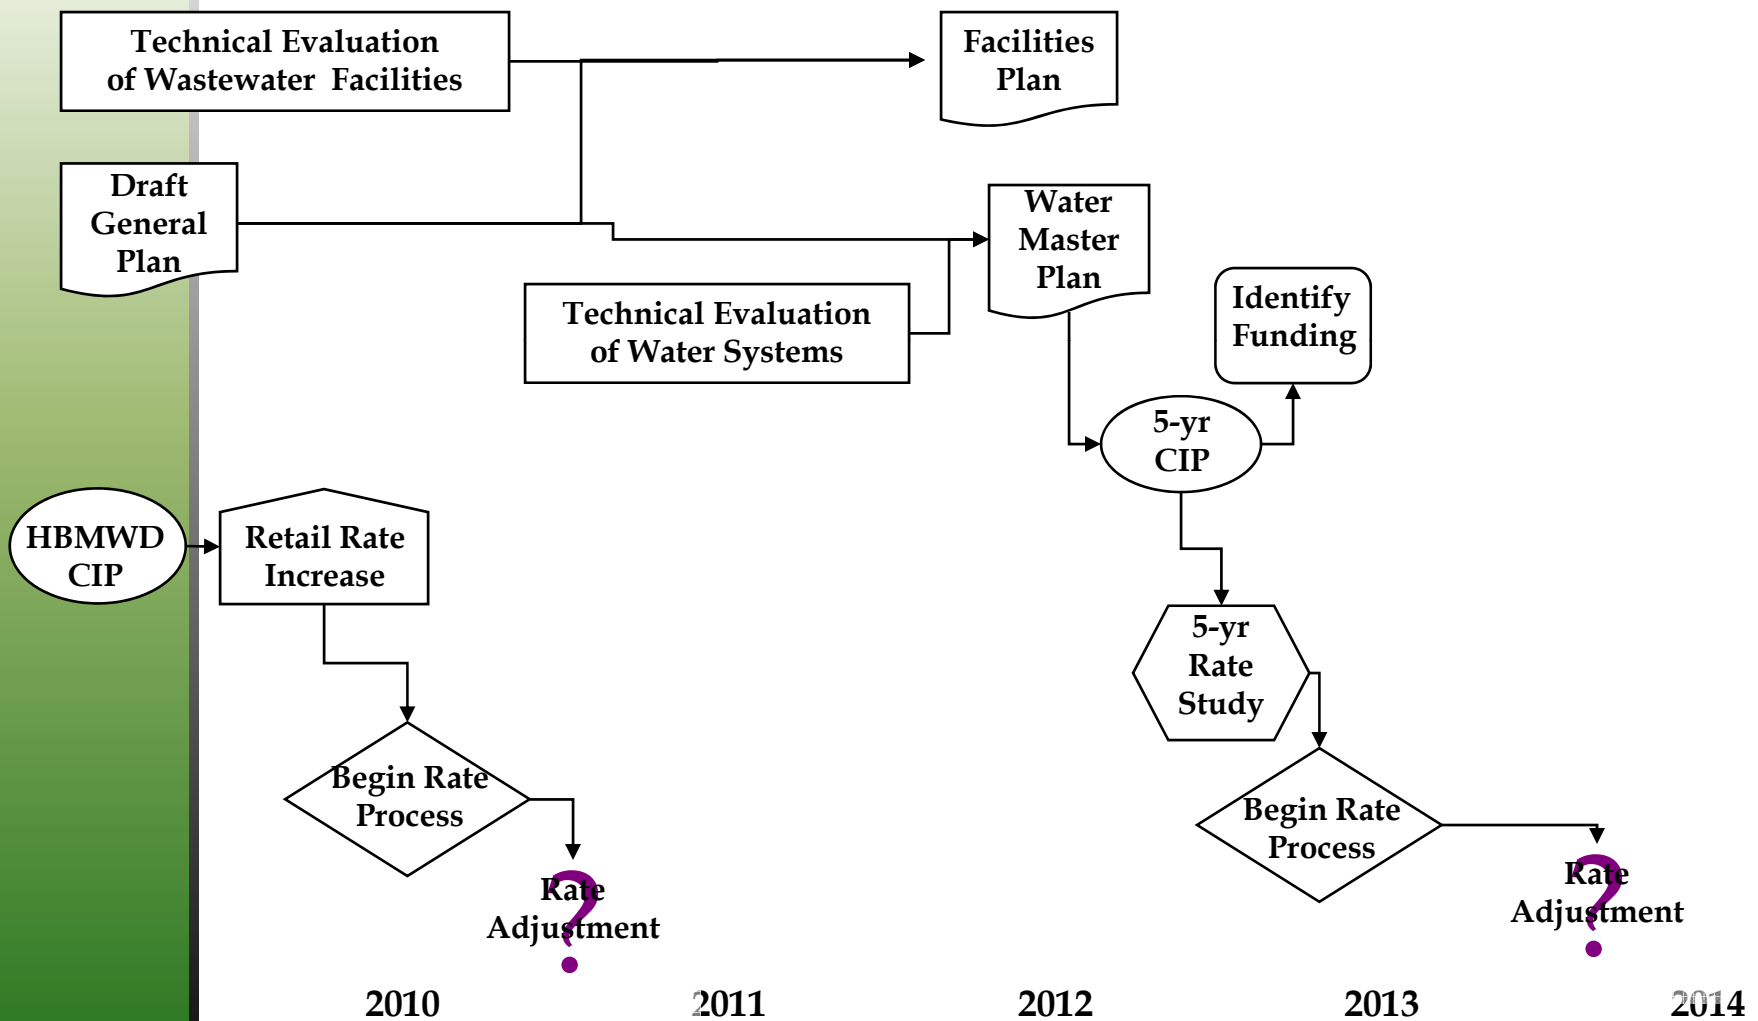 Technical Evaluation
of Wastewater Facilities
Facilities
Plan
Draft
General
Plan
Water
Master
Plan
Technical Evaluation
of Water Systems
Identify
Funding
5-yr
CIP
HBMWD
CIP
Retail Rate
Increase
5-yr
Rate
Study
Begin Rate
Process
Begin Rate
Process
?
Rate
Adjustment
?
Rate
Adjustment
2010
2011
2012
2013
2014